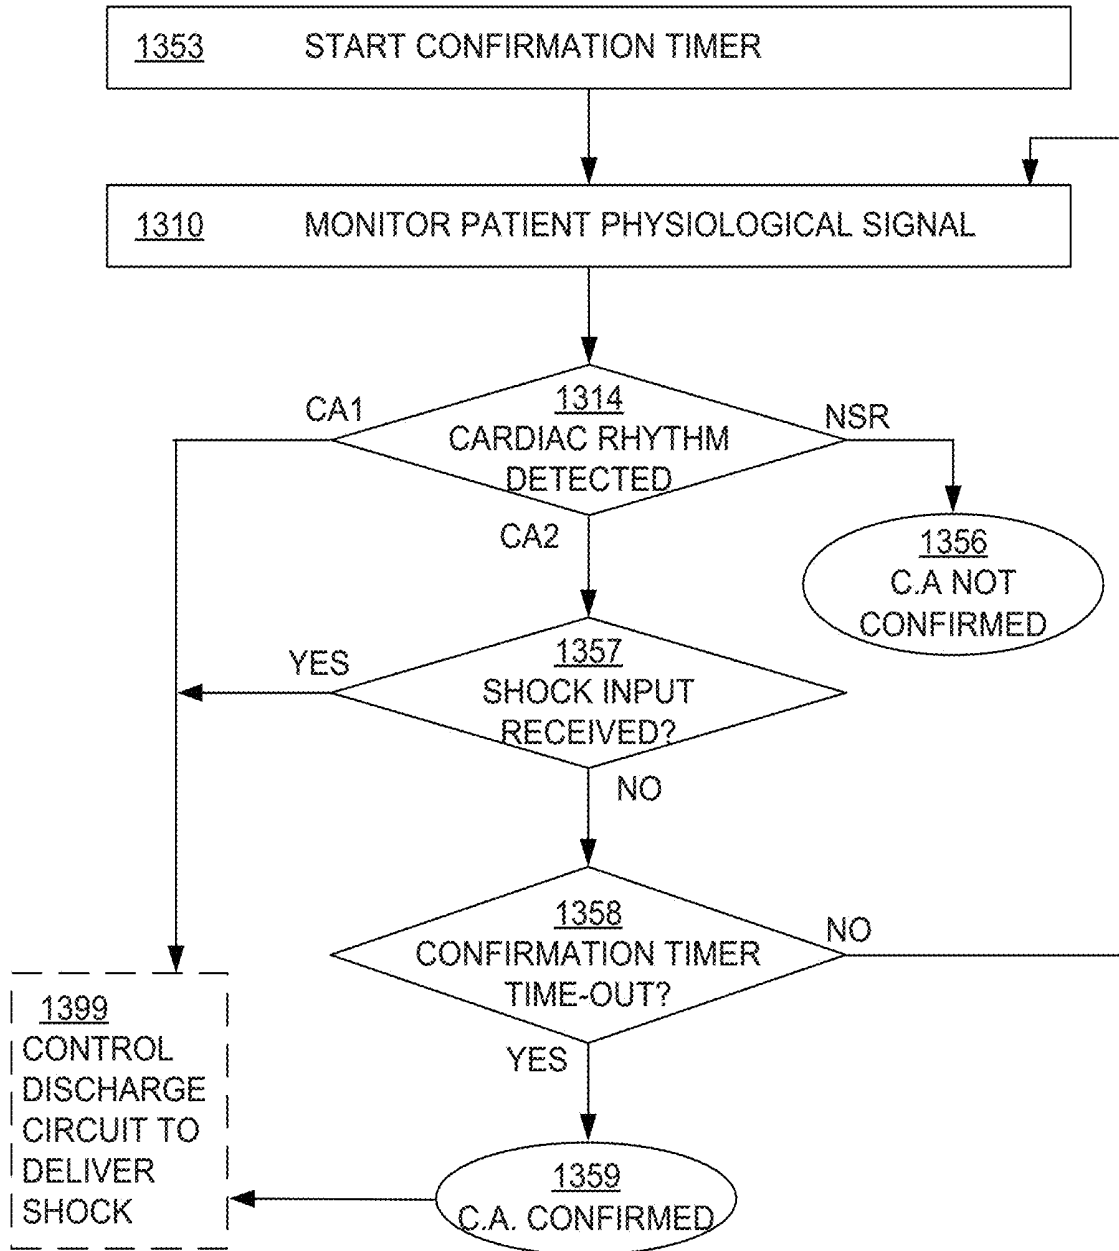 1353 START CONFIRMATION TIMER
1310 MONITOR PATIENT PHYSIOLOGICAL SIGNAL
CA1
1314
CARDIAC RHYTHM
DETECTED
NSR
CA2
1356
C.A NOT
CONFIRMED
YES
1357
SHOCK INPUT
RECEIVED?
NO
1358
CONFIRMATION TIMER
TIME-OUT?
NO
YES
1399
CONTROL
DISCHARGE
CIRCUIT TO
DELIVER
SHOCK
1359
C.A. CONFIRMED